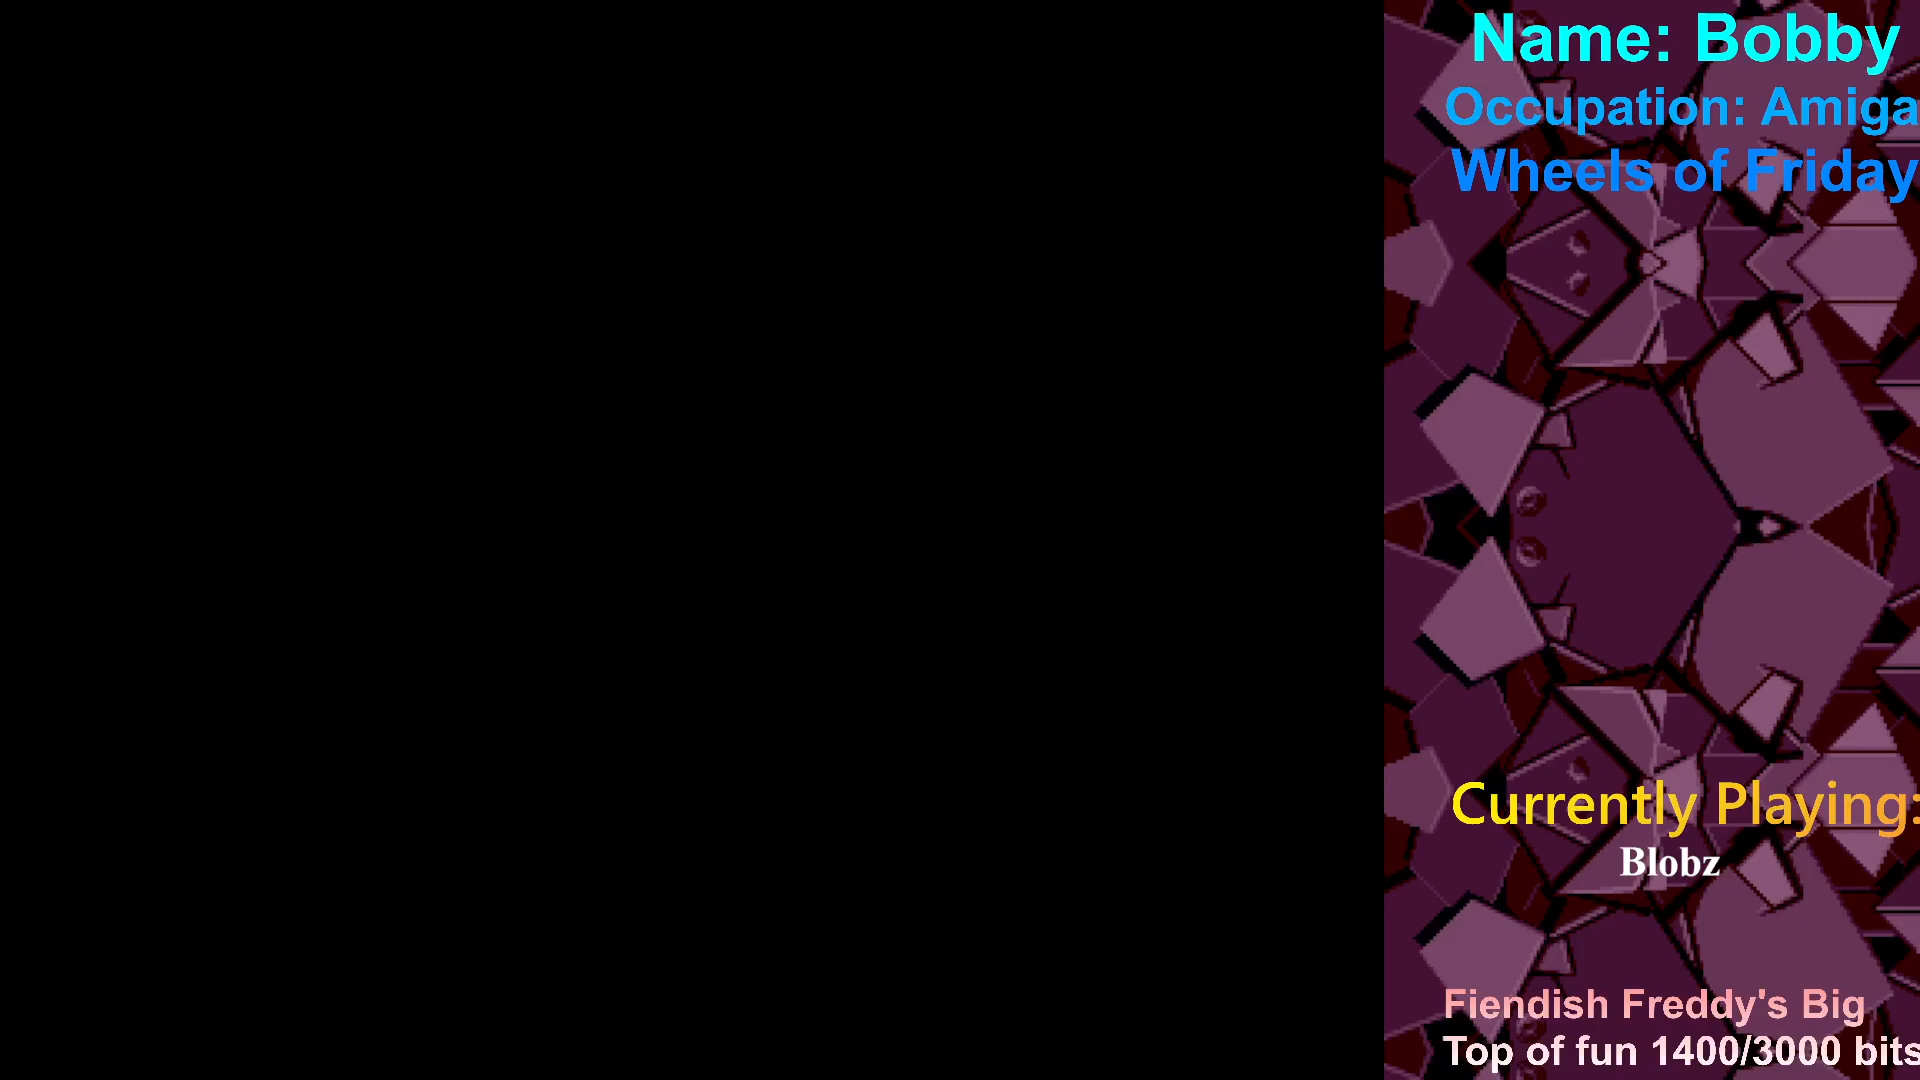 Name: Bobby
Occupation: Amiga
Wheels of Friday
Currently Playing:
Blobz
Fiendish Freddy's Big
Top of fun 1400/3000 bits